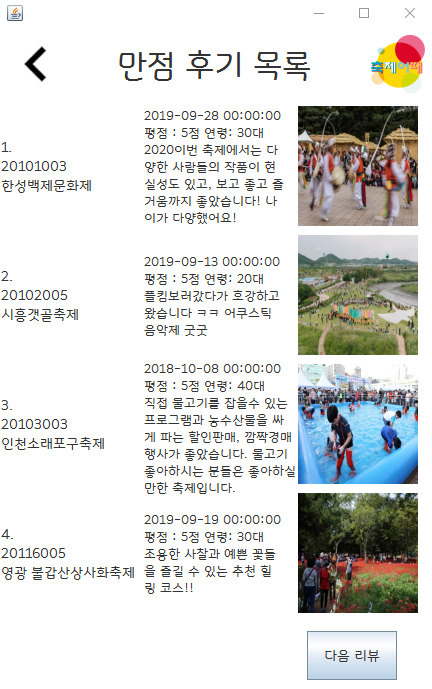 만점 후기 목록
축제어때
1.
20101003
한성백제문화제
2019-09-28 00:00:00
평점 : 5점 연령: 30대
2020이번 축제에서는 다
양한 사람들의 작품이 현
실성도 있고, 보고 좋고 즐
거움까지 좋았습니다! 나
이가 다양했어요!
2.
20102005
시흥갯골축제
2019-09-13 00:00:00
평점 : 5점 연령: 20대
플킴보러갔다가 호강하고
왔습니다 ㅋㅋ 어쿠스틱
음악제 굿굿
3.
20103003
인천소래포구축제
2018-10-08 00:00:00
평점 : 5점 연령: 40대
직접 물고기를 잡을수 있는
프로그램과 농수산물을 싸
게 파는 할인판매, 깜짝경매
행사가 좋았습니다. 물고기
좋아하시는 분들은 좋아하실
만한 축제입니다.
4.
20116005
영광 불갑산상사화축제
2019-09-19 00:00:00
평점 : 5점 연령: 30대
조용한 사찰과 예쁜 꽃들
을 즐길 수 있는 추천 힐
링 코스!!
다음 리뷰